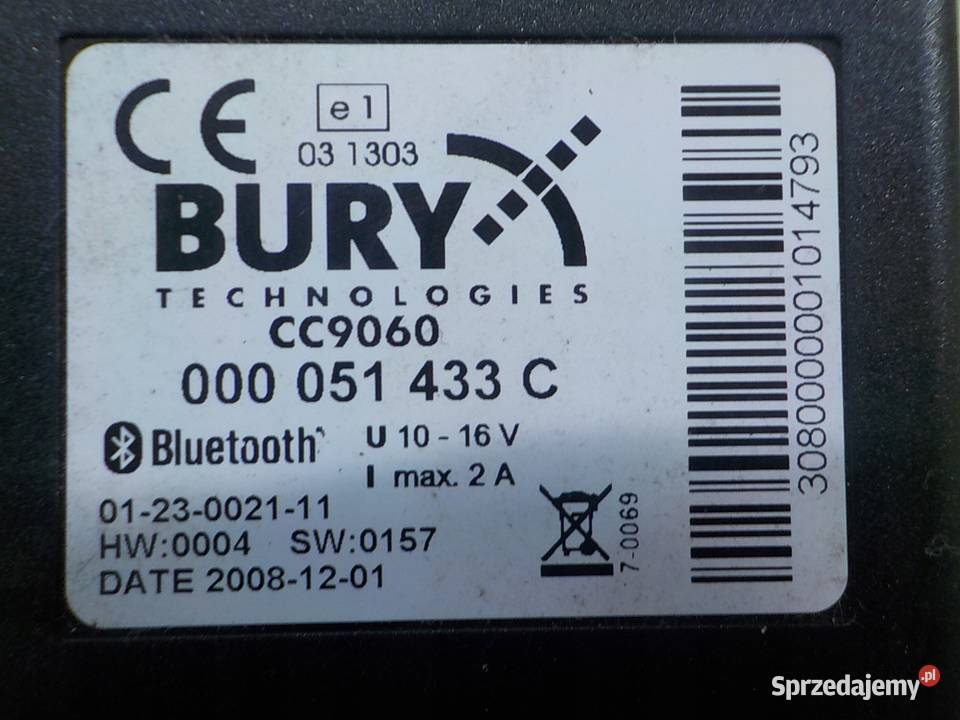 CE
e1
03 1303
BURY
TECHNOLOGIES
CC9060
000 051 433 C
Bluetooth
U 10 - 16 V
I max. 2 A
01-23-0021-11
HW:0004 SW:0157
DATE 2008-12-01
7-0069
3080000001014793
Sprzedajemy.pl